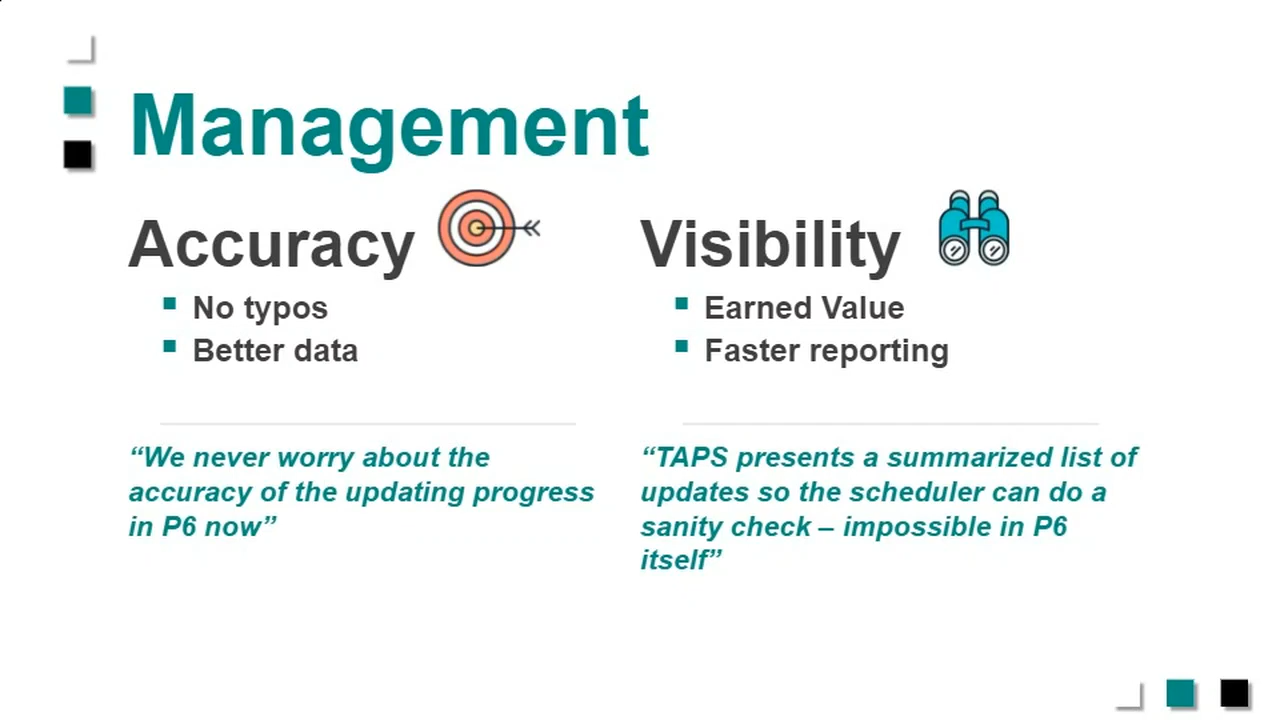 Management
Accuracy
No typos
Better data
“We never worry about the
accuracy of the updating progress
in P6 now”
Visibility
Earned Value
Faster reporting
“TAPS presents a summarized list of
updates so the scheduler can do a
sanity check – impossible in P6
itself”